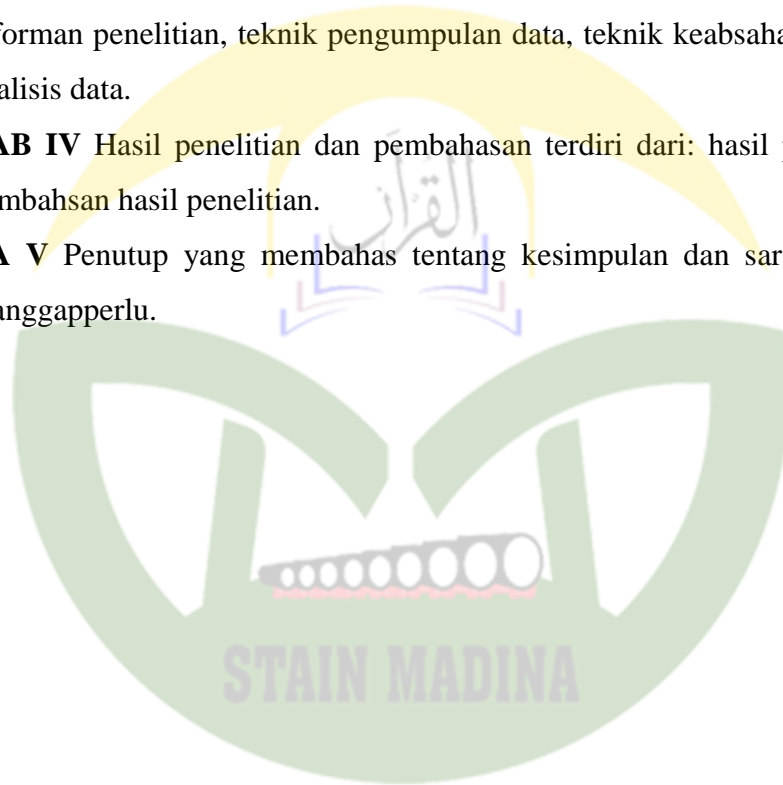 forman penelitian, teknik pengumpulan data, teknik keabsaha
alisis data.
AB IV Hasil penelitian dan pembahasan terdiri dari: hasil
mbahsan hasil penelitian.
A V Penutup yang membahas tentang kesimpulan dan sar
anggapperlu.
القرآن
STAIN MADINA